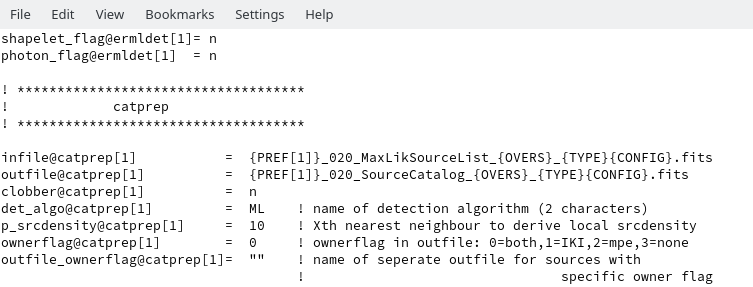 File Edit View Bookmarks Settings Help
shapelet_flag@ermldet[1]= n
photon_flag@ermldet[1]  = n
! ************************************
!             catprep
! ************************************
infile@catprep[1]           =  {PREF[1]}_020_MaxLikSourceList_{OVERS}_{TYPE}{CONFIG}.fits
outfile@catprep[1]          =  {PREF[1]}_020_SourceCatalog_{OVERS}_{TYPE}{CONFIG}.fits
clobber@catprep[1]          =  n
det_algo@catprep[1]         =  ML    ! name of detection algorithm (2 characters)
p_srcdensity@catprep[1]     =  10    ! Xth nearest neighbour to derive local srcdensity
ownerflag@catprep[1]        =  0     ! ownerflag in outfile: 0=both,1=IKI,2=mpe,3=none
outfile_ownerflag@catprep[1]=  ""    ! name of seperate outfile for sources with
                                     !                                specific owner flag